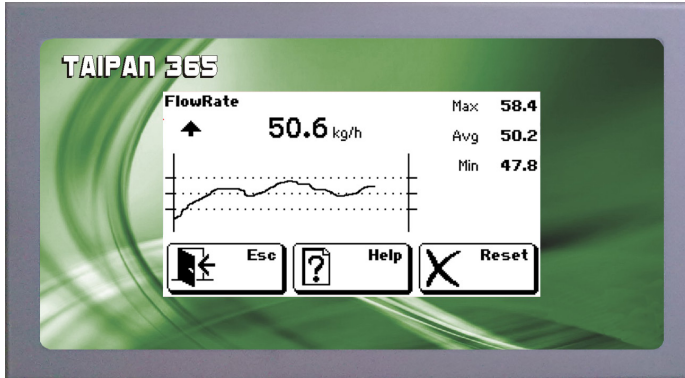 TAIPAN 365
FlowRate
50.6 kg/h
Max 58.4
Avg 50.2
Min 47.8
Esc
Help
Reset